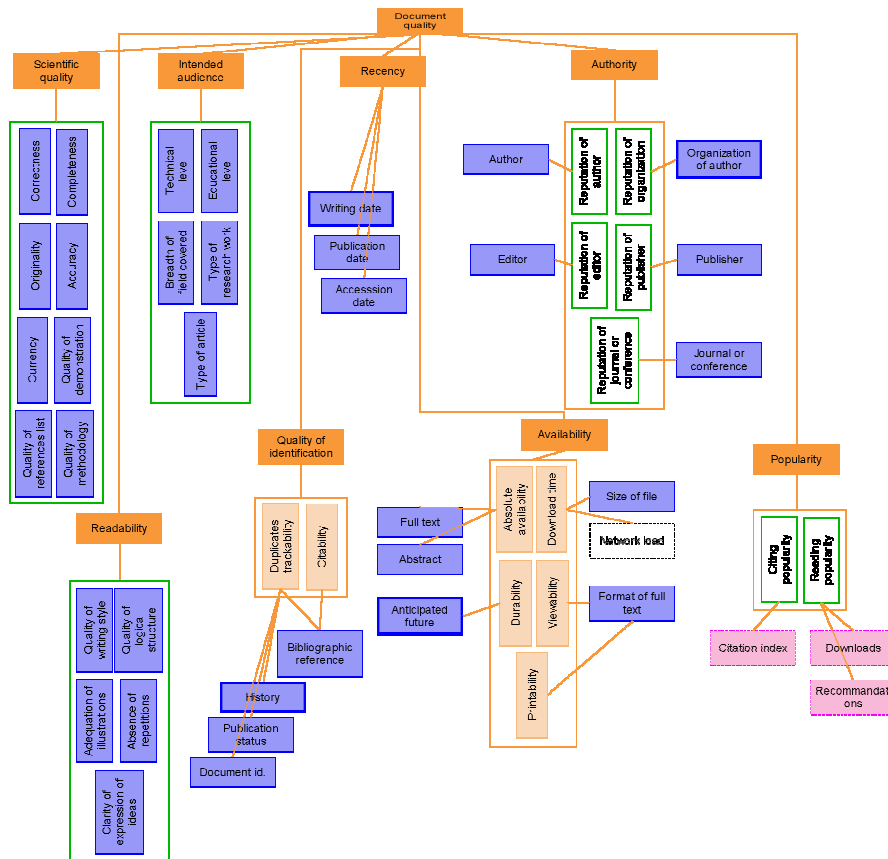 Document
quality
Scientific
quality
Intended
audience
Recency
Authority
Correctness
Completeness
Originality
Accuracy
Currency
Quality of
demonstration
Quality of
references list
Quality of
methodology
Technical
leve
Educational
leve
Breadth of
field covered
Type of
research work
Type of article
Writing date
Publication
date
Accesssion
date
Author
Reputation of
author
Reputation of
organization
Organization
of author
Editor
Reputation of
editor
Reputation of
publisher
Publisher
Reputation of
journal or
conference
Journal or
conference
Quality of
identification
Availability
Popularity
Readability
Duplicates
trackability
Citability
Full text
Abstract
Absolute
availability
Download time
Size of file
Network load
Anticipated
future
Durability
Viewability
Format of full
text
Printability
Citing
popularity
Reading
popularity
Citation index
Downloads
Recommandat
ons
Quality of
writing style
Quality of
logica
structure
Adequation of
illustrations
Absence of
repetitions
Clarity of
expression of
ideas
Bibliographic
reference
History
Publication
status
Document id.